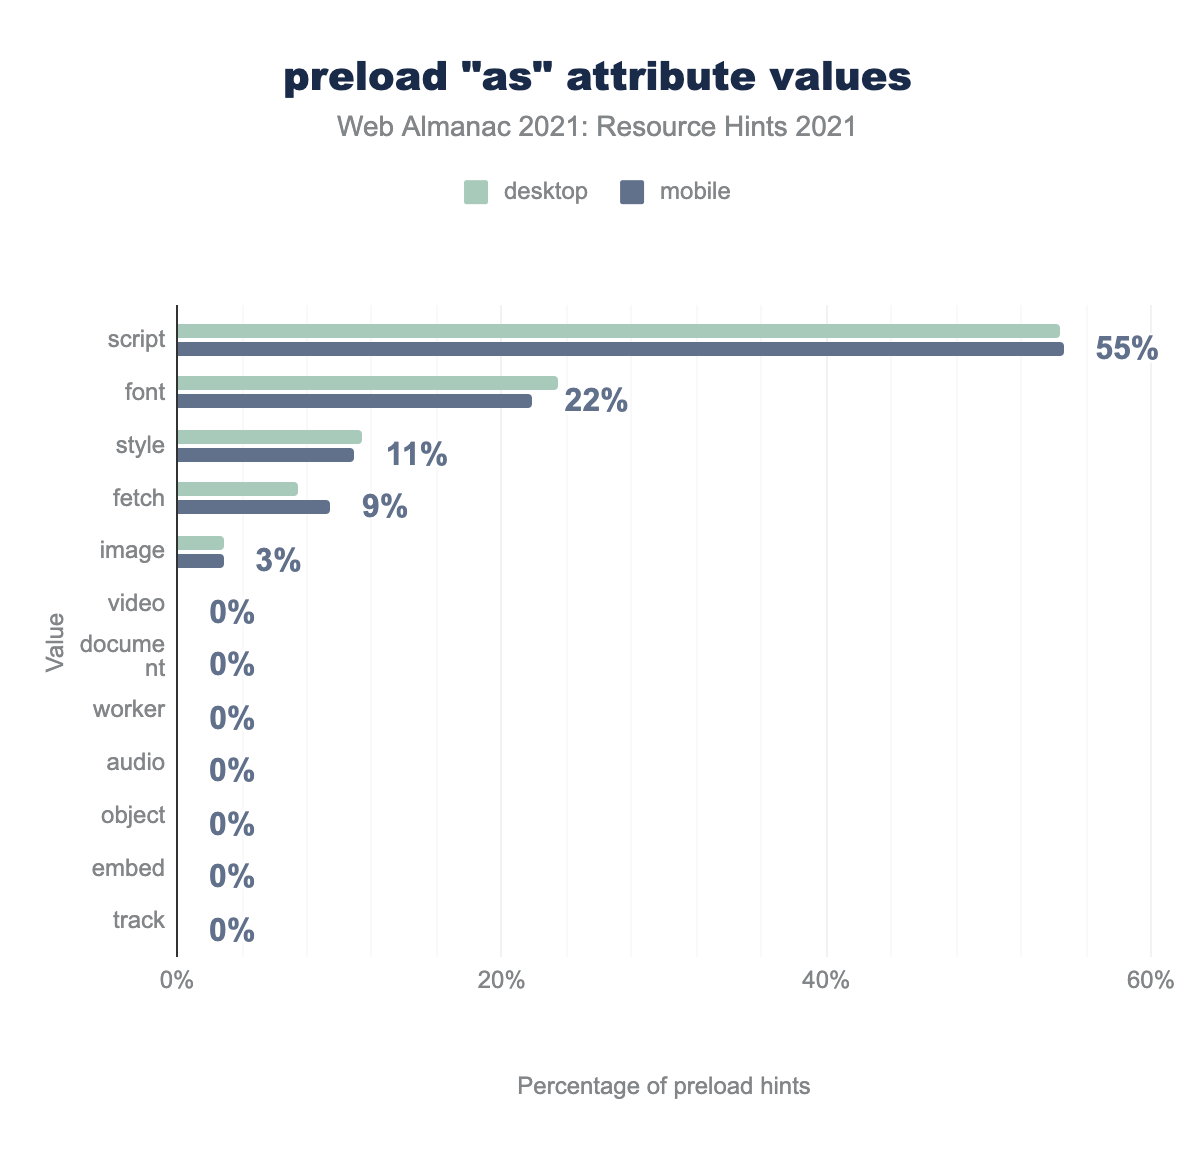 preload "as" attribute values
Web Almanac 2021: Resource Hints 2021
desktop mobile
script 55%
font 22%
style 11%
fetch 9%
image 3%
video 0%
docume
nt 0%
worker 0%
audio 0%
object 0%
embed 0%
track 0%
Value
0% 20% 40% 60%
Percentage of preload hints